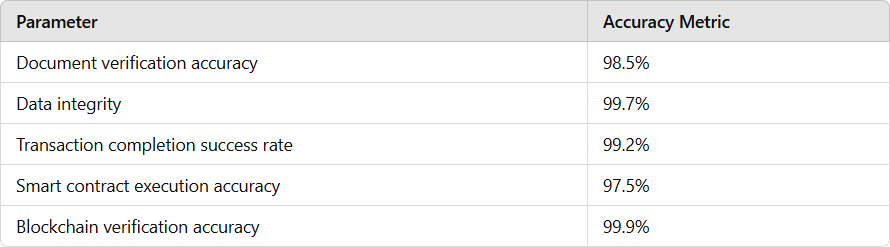 Parameter Accuracy Metric
Document verification accuracy 98.5%
Data integrity 99.7%
Transaction completion success rate 99.2%
Smart contract execution accuracy 97.5%
Blockchain verification accuracy 99.9%